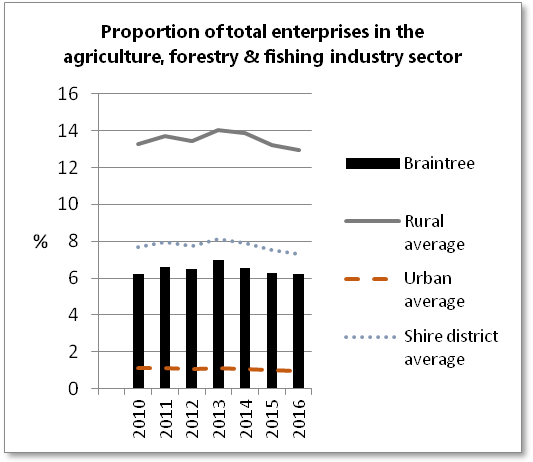 Proportion of total enterprises in the
agriculture, forestry & fishing industry sector
16
14
12
10
8
6
4
2
0
%
2010
2011
2012
2013
2014
2015
2016
Braintree
Rural
average
Urban
average
Shire district
average